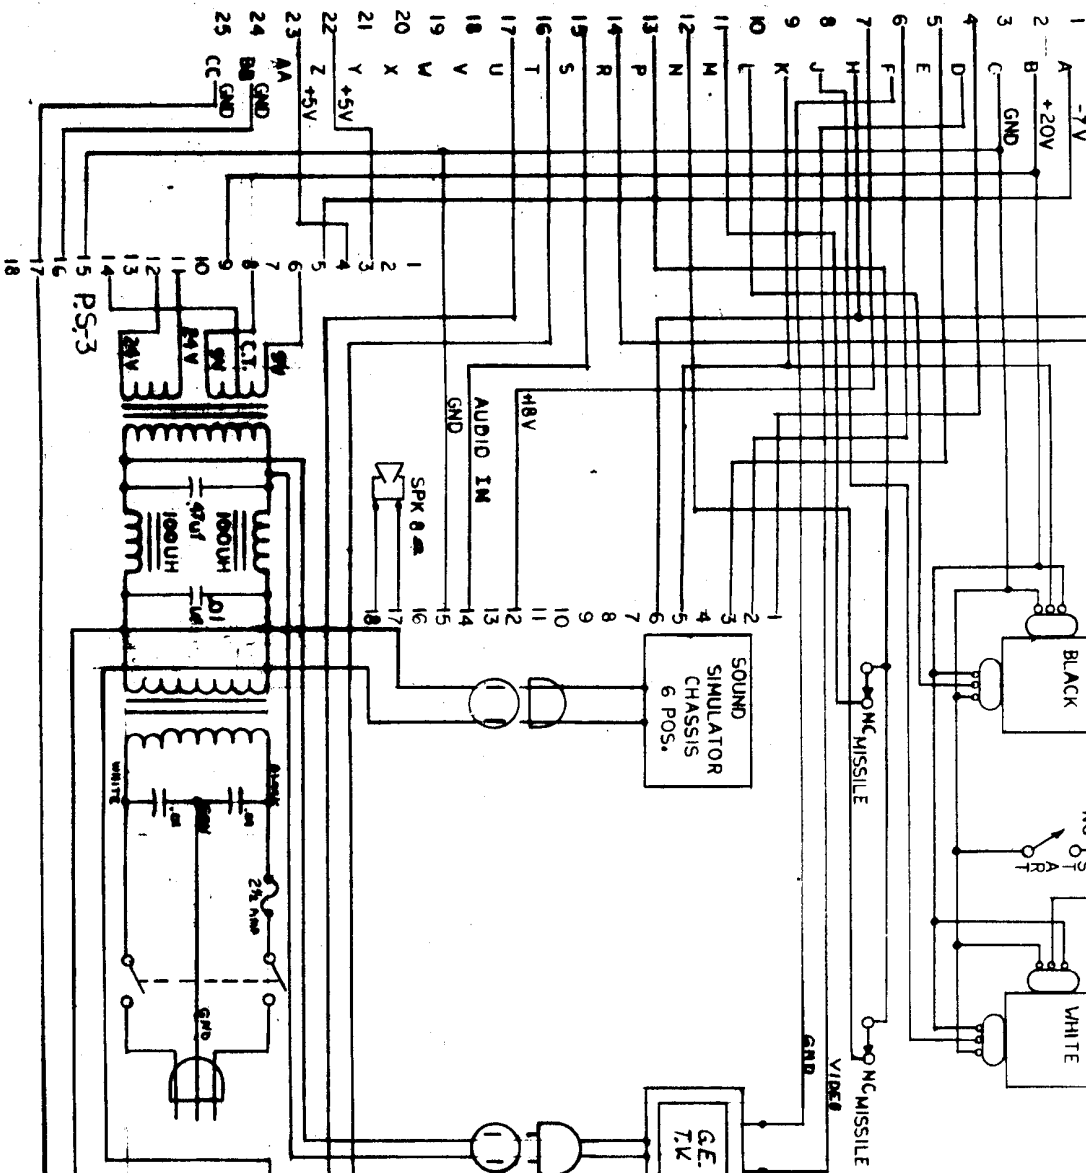 1 2 3 4 5 6 7 8 9 10 11 12 13 14 15 16 17 18 19 20 21 22 23 24 25
A B C D E F H J K L M N P R S T U V W X Y Z AA BB CC
-7V
+20V
GND
+5V
+5V
GND
GND
1 2 3 4 5 6 7 8 9 10 11 12 13 14 15 16 17 18
P.S-3
9V
C.T.
9V
24V
24V
.47uf
100UH
100UH
.01
SPK 8 Ω
GND
AUDIO IN
+18V
1 2 3 4 5 6 7 8 9 10 11 12 13 14 15 16 17 18
SOUND
SIMULATOR
CHASSIS
6 POS.
BLACK
NC
MISSILE
START
WHITE
NC
MISSILE
BLACK
WHITE
.01
.01
2½ AMP
GND
GND
VIDEO
G.E.
T.V.